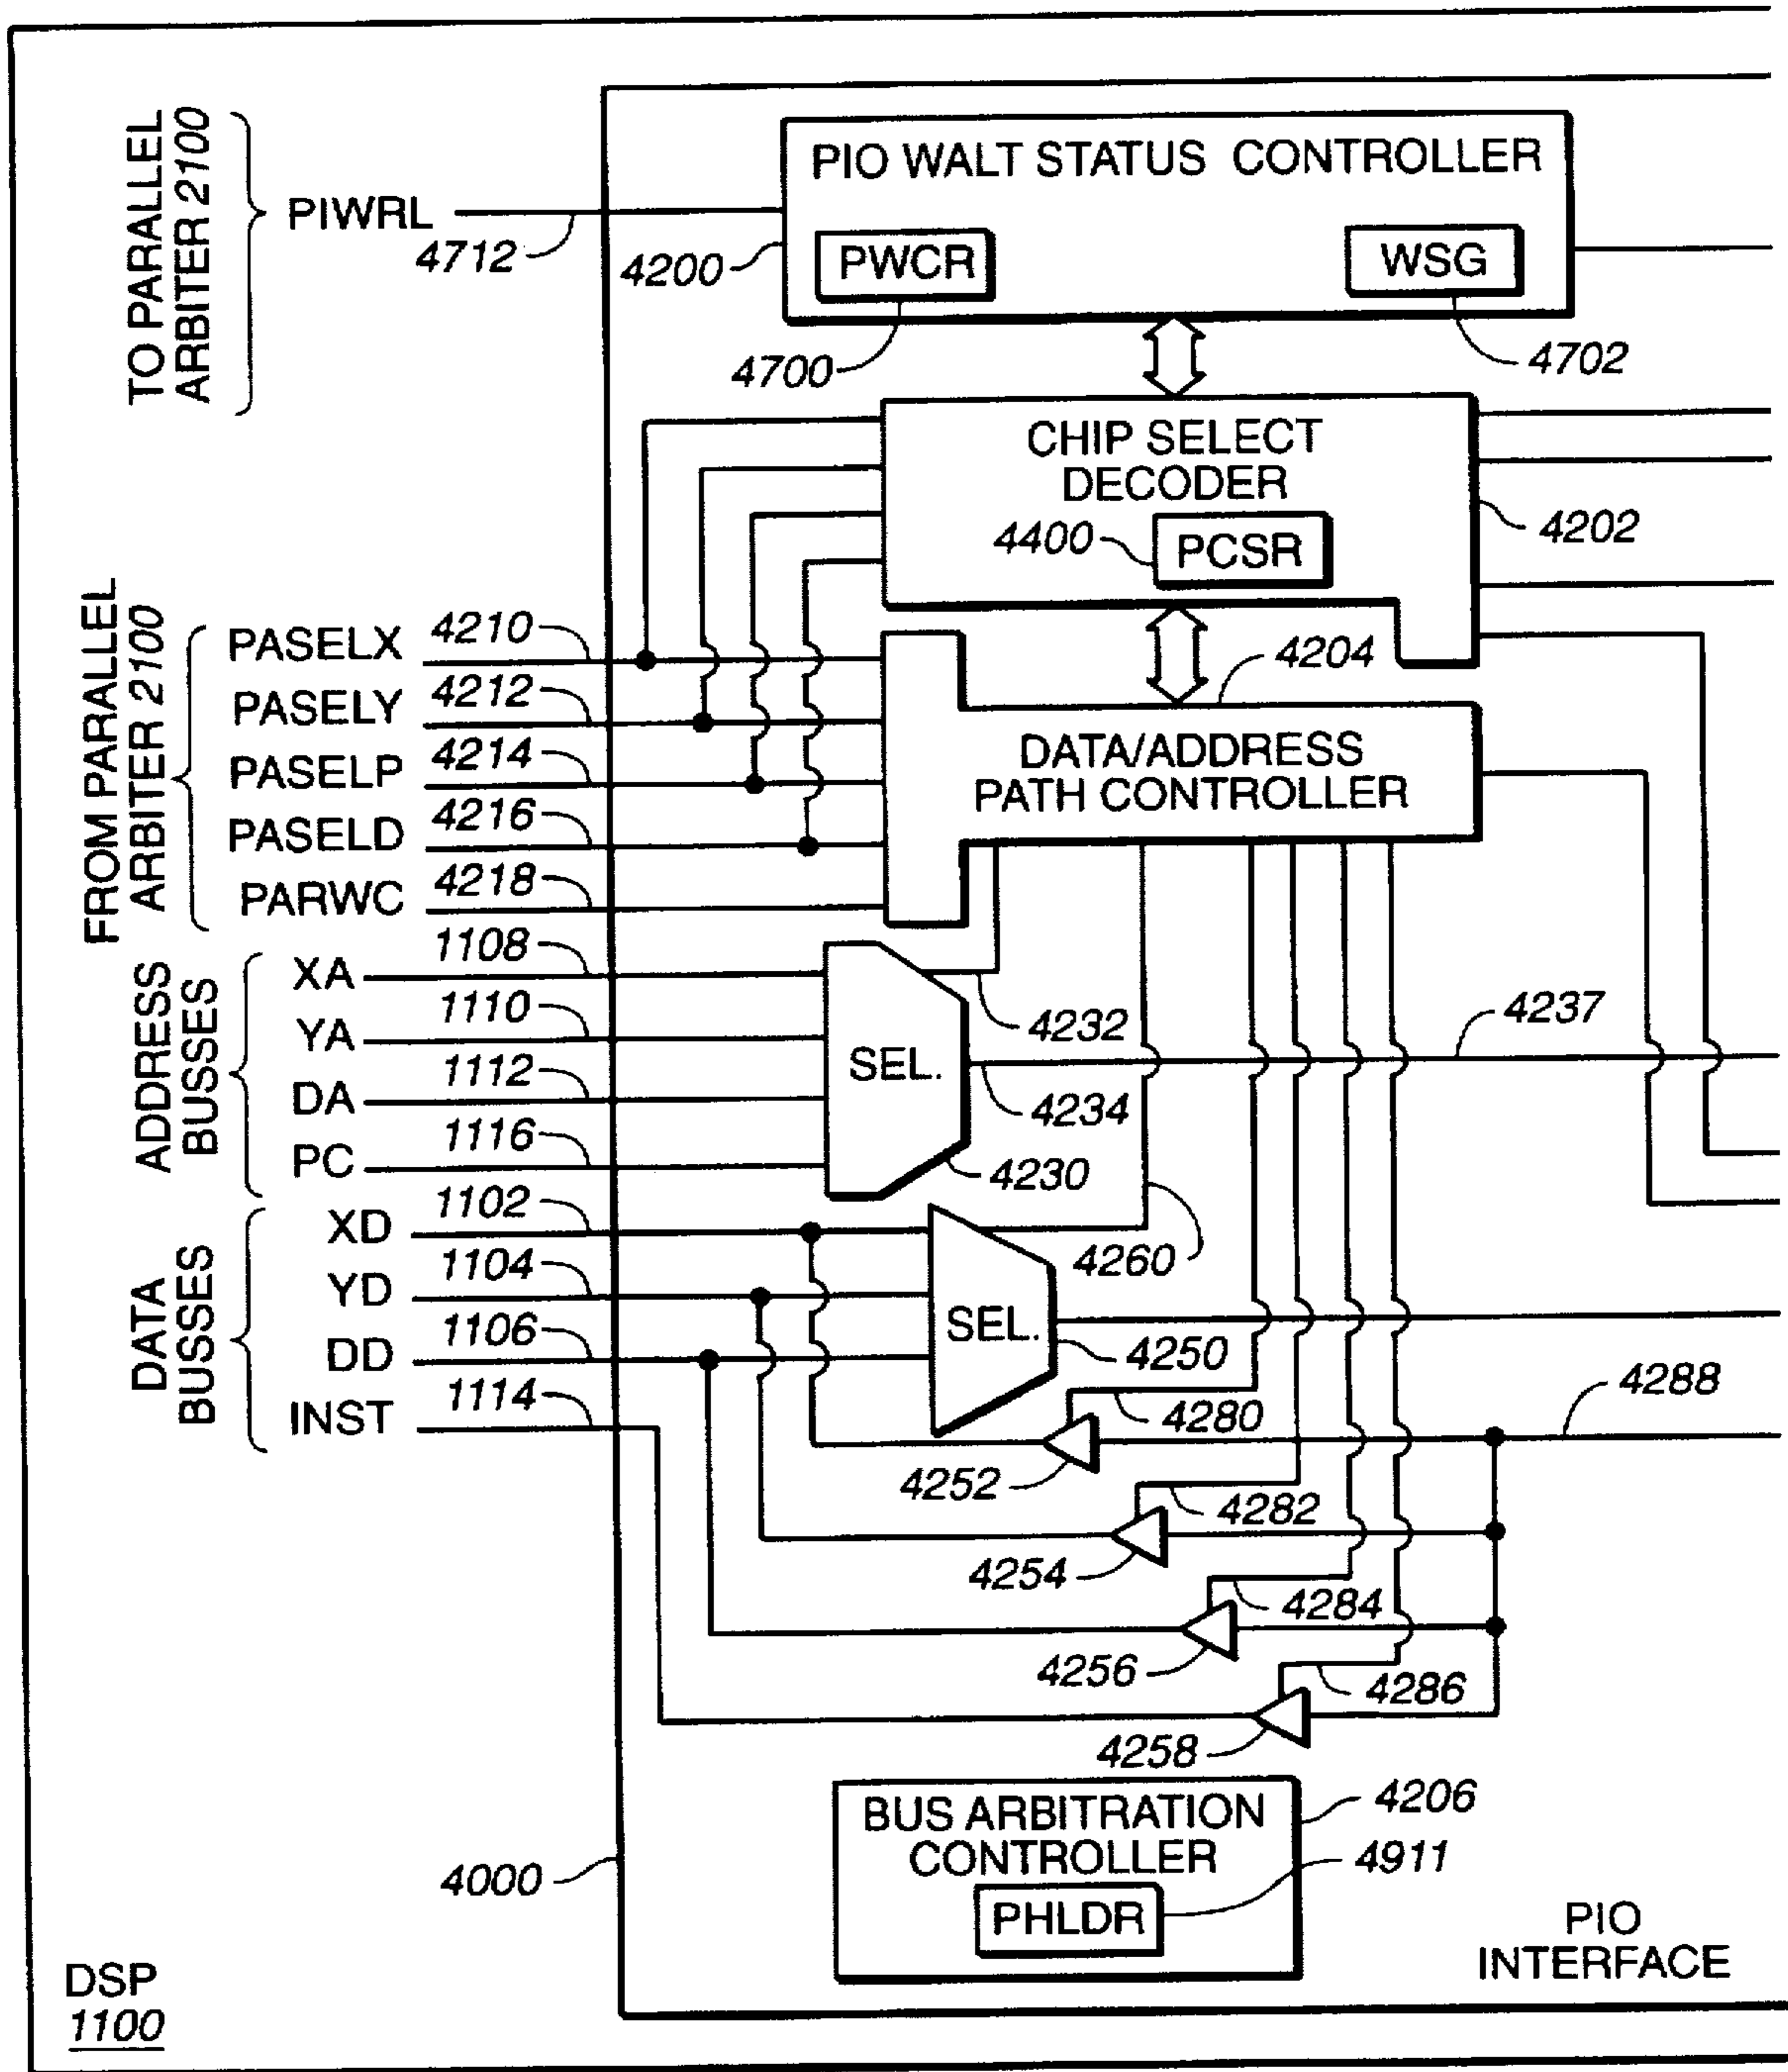 TO PARALLEL
ARBITER 2100
PIWRL
4712
PIO WALT STATUS CONTROLLER
4200
PWCR
WSG
4700
4702
CHIP SELECT
DECODER
4400
PCSR
4202
FROM PARALLEL
ARBITER 2100
PASELX
4210
PASELY
4212
PASELP
4214
PASELD
4216
PARWC
4218
4204
DATA/ADDRESS
PATH CONTROLLER
ADDRESS
BUSSES
XA
1108
YA
1110
DA
1112
PC
1116
SEL.
4232
4234
4230
4237
DATA
BUSSES
XD
1102
YD
1104
DD
1106
INST
1114
SEL.
4260
4250
4280
4288
4252
4282
4254
4284
4256
4286
4258
BUS ARBITRATION
CONTROLLER
4206
PHLDR
4911
4000
PIO
INTERFACE
DSP
1100